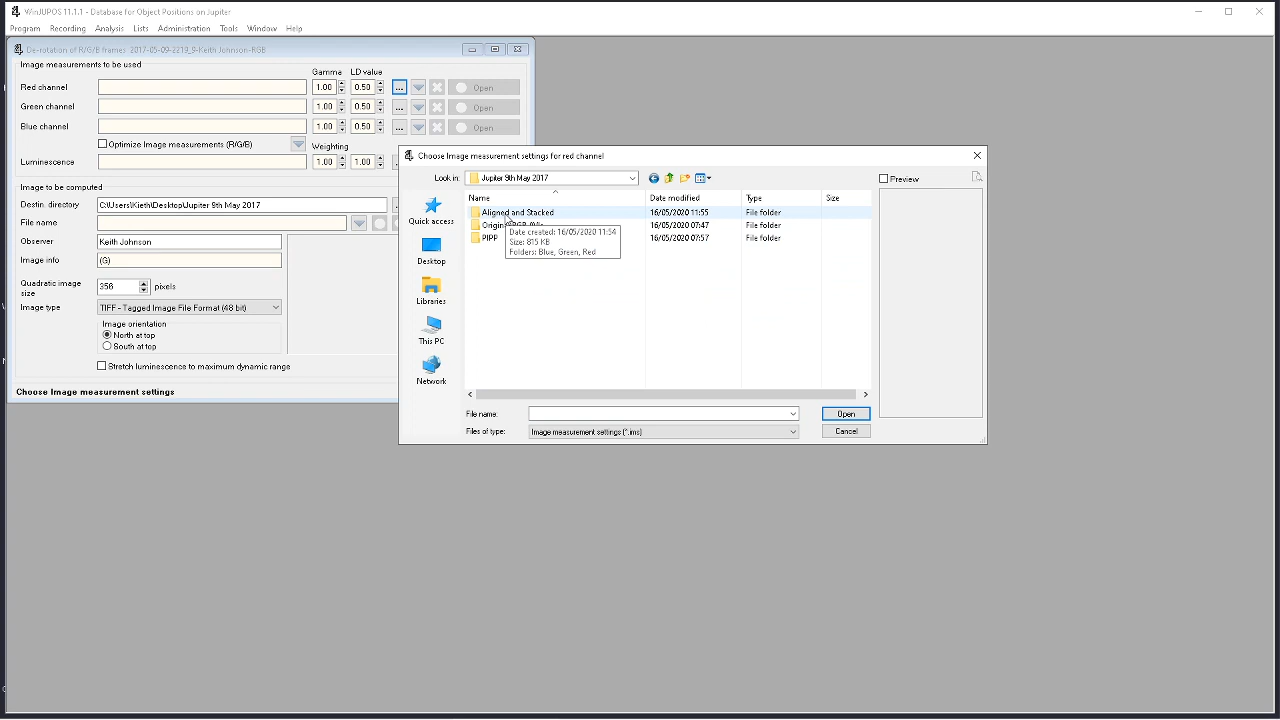 WinJUPOS 11.1.1 - Database for Object Positions on Jupiter
Program Recording Analysis Lists Administration Tools Window Help
De-rotation of R/G/B frames 2017-05-09-2219_9-Keith Johnson-RGB
Image measurements to be used
Gamma LD value
Red channel 1.00 0.50 ... Open
Green channel 1.00 0.50 ... Open
Blue channel 1.00 0.50 ... Open
Optimize Image measurements (R/G/B) Weighting
Luminescence 1.00 1.00
Image to be computed
Destin. directory C:\Users\Kieth\Desktop\Jupiter 9th May 2017
File name
Observer Keith Johnson
Image info (G)
Quadratic image size 356 pixels
Image type TIFF - Tagged Image File Format (48 bit)
Image orientation
North at top
South at top
Stretch luminescence to maximum dynamic range
Choose Image measurement settings
Choose Image measurement settings for red channel
Look in: Jupiter 9th May 2017
Preview
Name Date modified Type Size
Aligned and Stacked 16/05/2020 11:55 File folder
16/05/2020 07:47 File folder
PIPP 16/05/2020 07:57 File folder
Date created: 16/05/2020 11:54
Size: 815 KB
Folders: Blue, Green, Red
Quick access
Desktop
Libraries
This PC
Network
File name: Open
Files of type: Image measurement settings (*.ims) Cancel